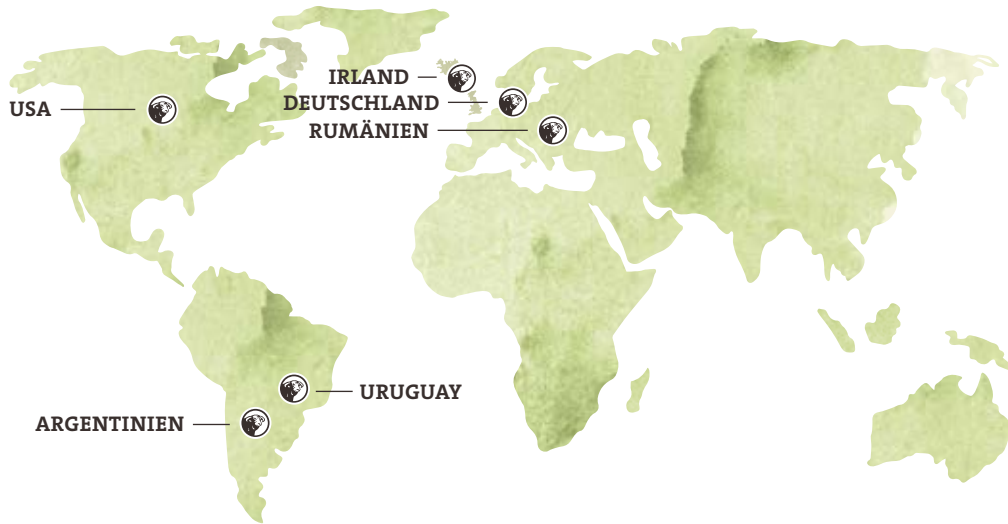 IRLAND
USA
DEUTSCHLAND
RUMÄNIEN
URUGUAY
ARGENTINIEN